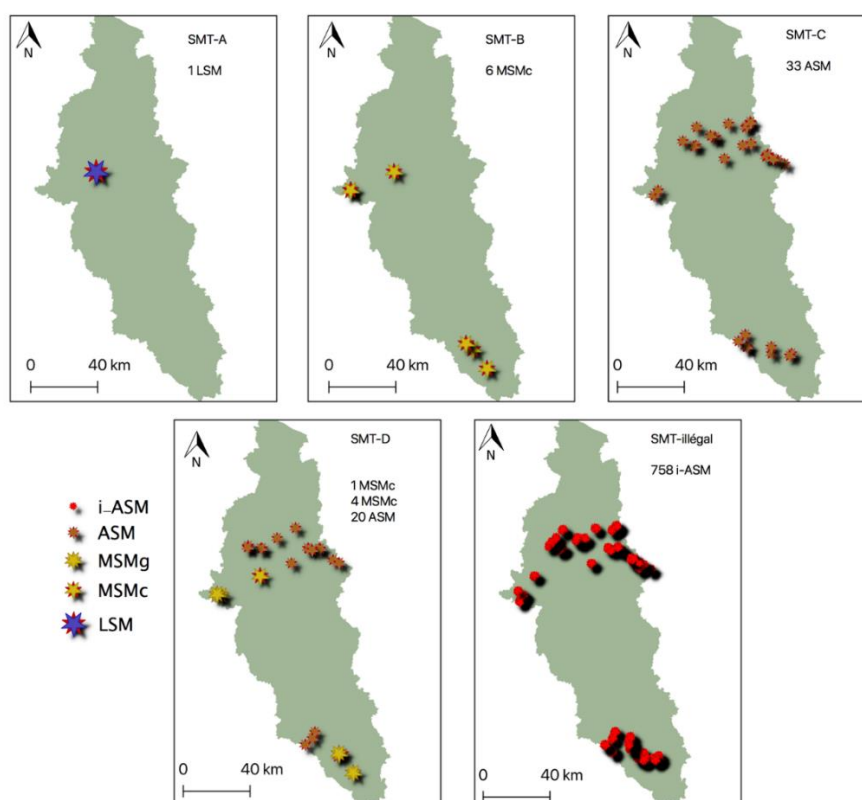 SMT-A
1 LSM
N
0 40 km
SMT-B
6 MSMc
N
0 40 km
SMT-C
33 ASM
N
0 40 km
i-ASM
ASM
MSMg
MSMc
LSM
SMT-D
1 MSMc
4 MSMc
20 ASM
N
0 40 km
SMT-illégal
758 i-ASM
N
0 40 km